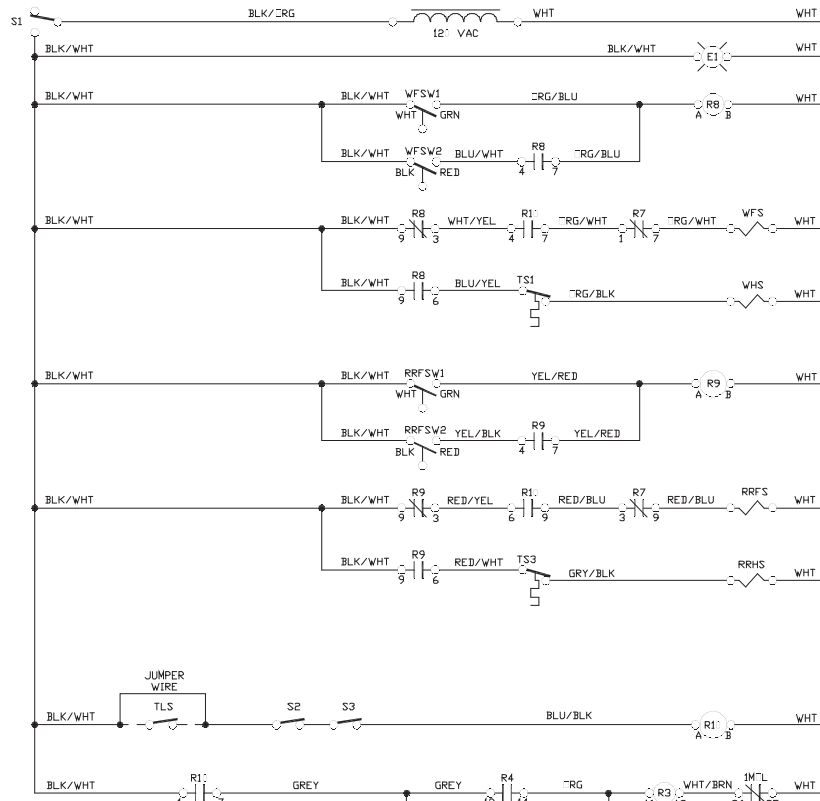 S1
BLK/ORG
120 VAC
WHT
WHT
BLK/WHT
BLK/WHT
E1
WHT
BLK/WHT
BLK/WHT
WFSW1
WHT
GRN
ORG/BLU
R8
A
B
WHT
BLK/WHT
WFSW2
BLK
RED
BLU/WHT
R8
4
7
ORG/BLU
BLK/WHT
BLK/WHT
R8
9
3
WHT/YEL
R10
4
7
ORG/WHT
R7
1
7
ORG/WHT
WFS
WHT
BLK/WHT
R8
9
6
BLU/YEL
TS1
ORG/BLK
WHS
WHT
BLK/WHT
BLK/WHT
RRFSW1
WHT
GRN
YEL/RED
R9
A
B
WHT
BLK/WHT
RRFSW2
BLK
RED
YEL/BLK
R9
4
7
YEL/RED
BLK/WHT
BLK/WHT
R9
9
3
RED/YEL
R10
6
9
RED/BLU
R7
3
9
RED/BLU
RRFS
WHT
BLK/WHT
R9
9
6
RED/WHT
TS3
GRY/BLK
RRHS
WHT
JUMPER
WIRE
BLK/WHT
TLS
S2
S3
BLU/BLK
R10
A
B
WHT
BLK/WHT
R10
GREY
GREY
R4
ORG
R3
WHT/BRN
1MOL
WHT